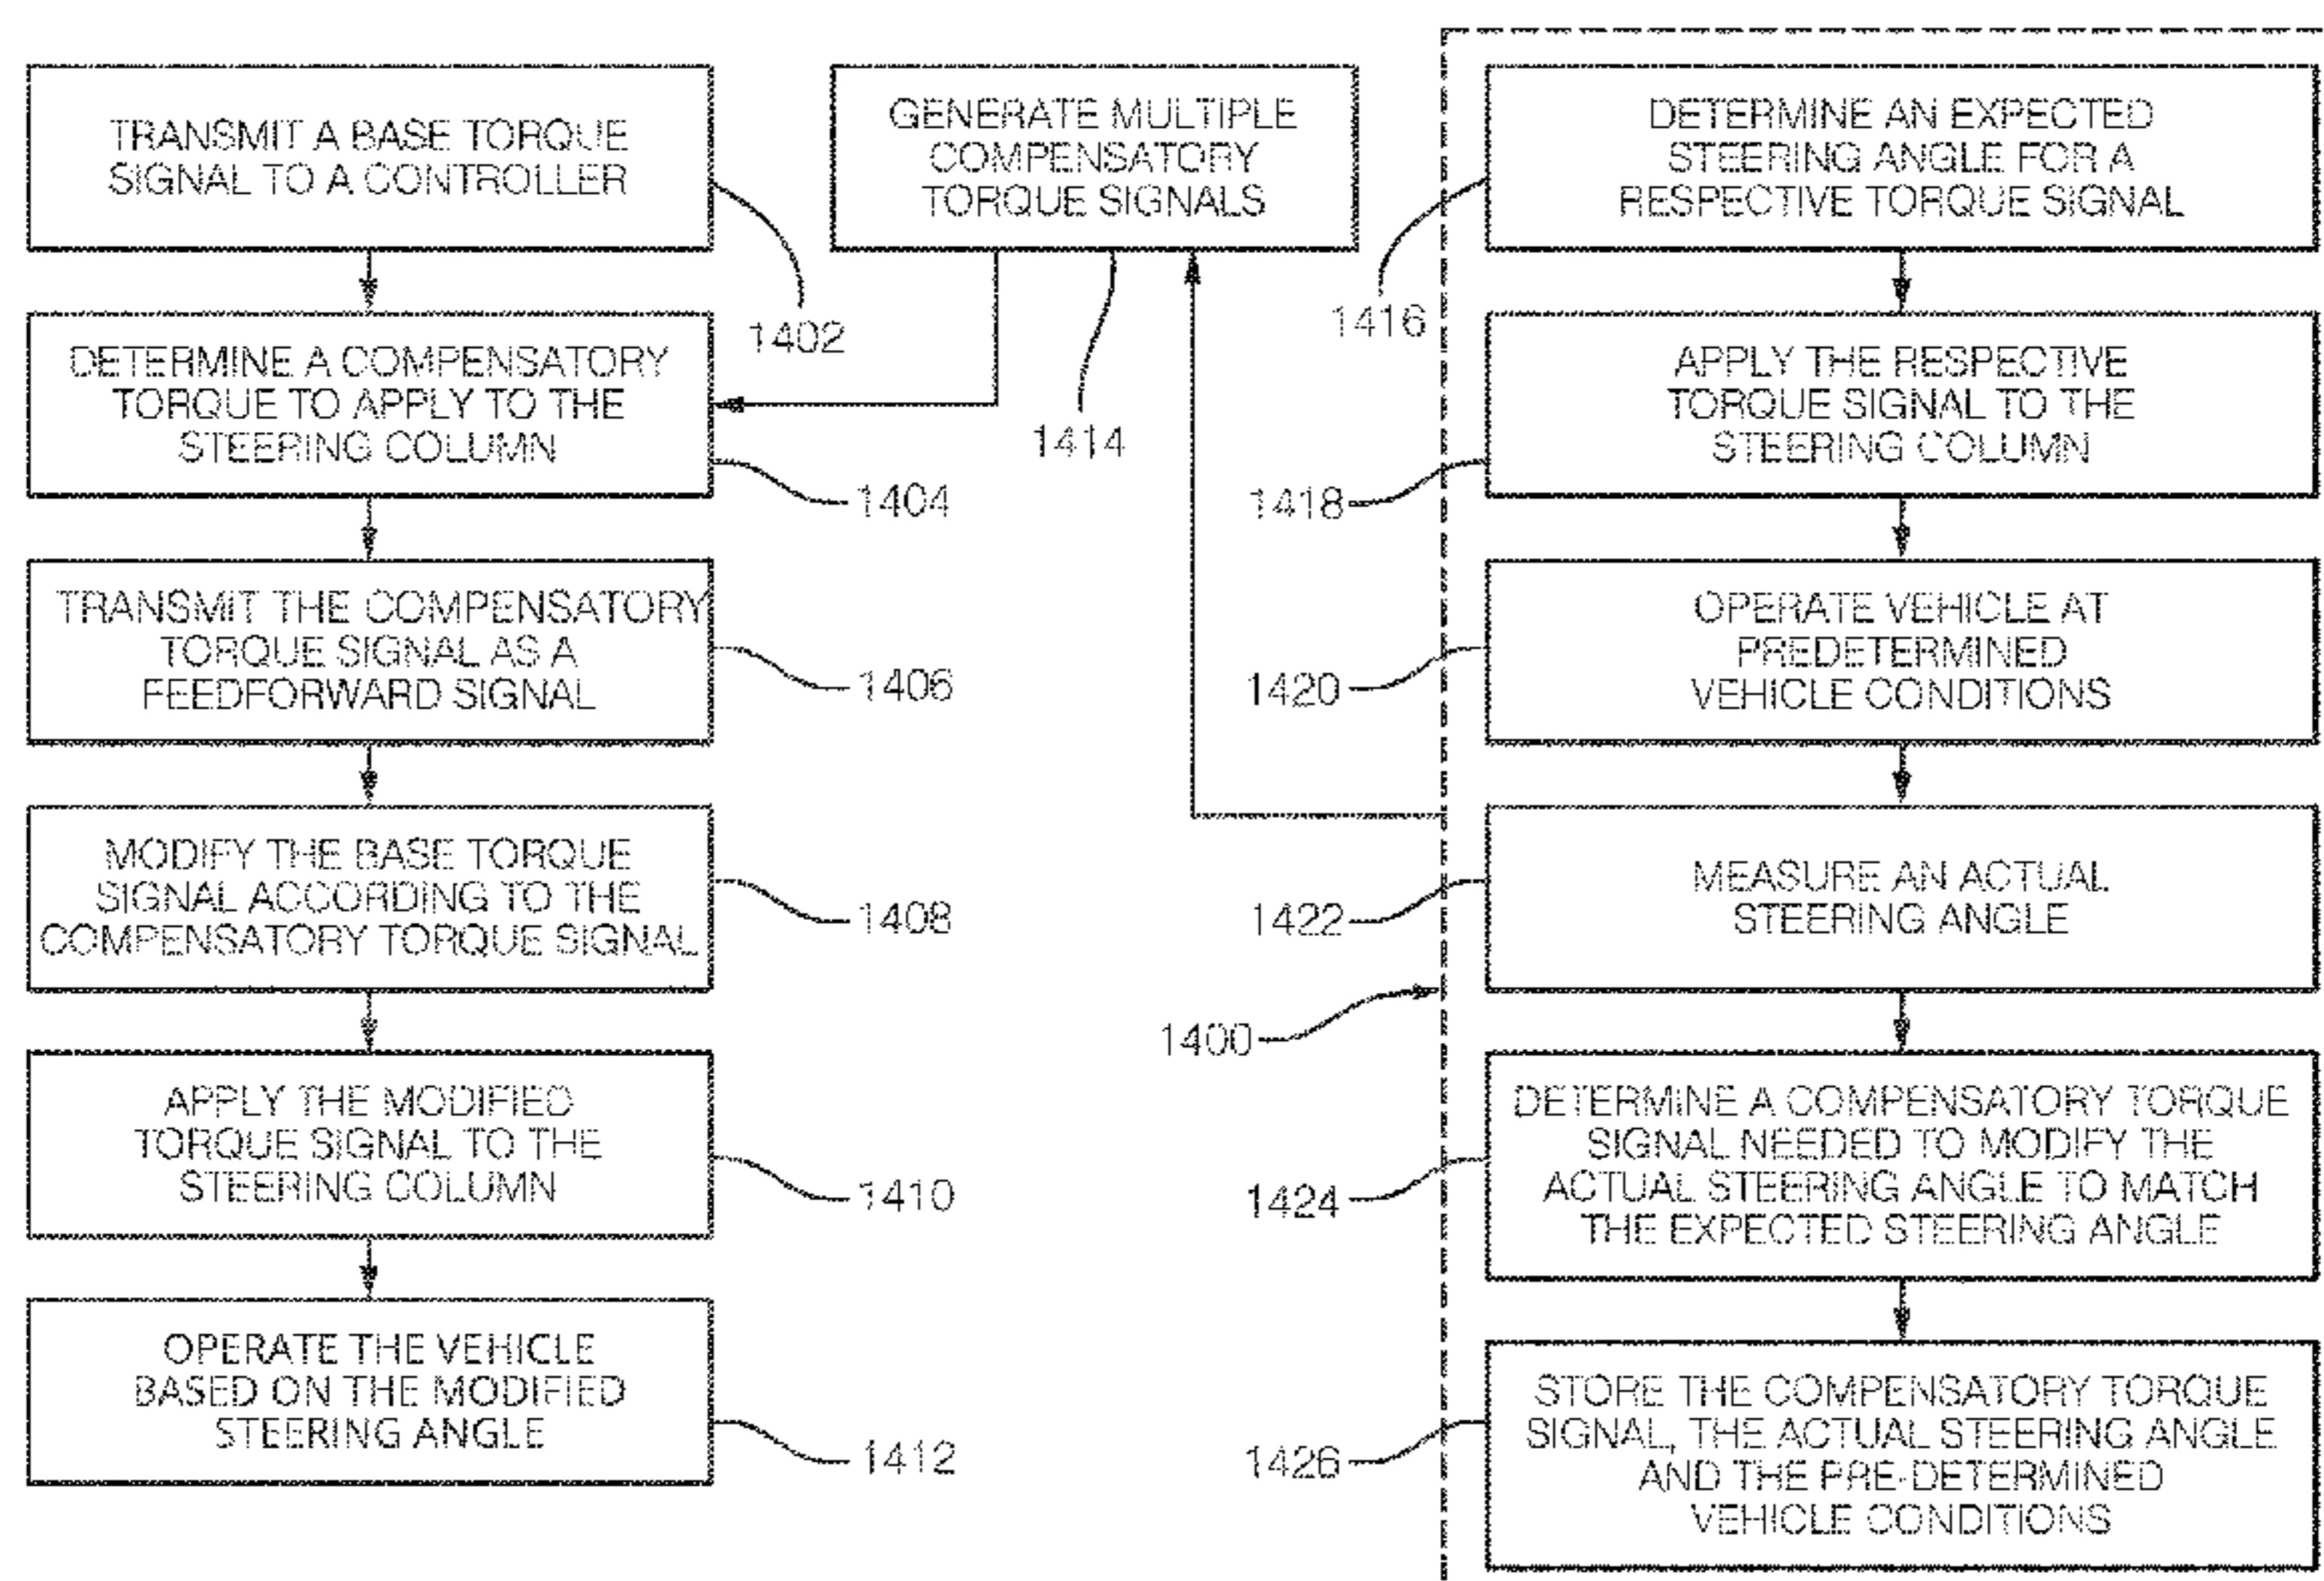 TRANSMIT A BASE TORQUE
SIGNAL TO A CONTROLLER
1402
DETERMINE A COMPENSATORY
TORQUE TO APPLY TO THE
STEERING COLUMN
1404
TRANSMIT THE COMPENSATORY
TORQUE SIGNAL AS A
FEEDFORWARD SIGNAL
1406
MODIFY THE BASE TORQUE
SIGNAL ACCORDING TO THE
COMPENSATORY TORQUE SIGNAL
1408
APPLY THE MODIFIED
TORQUE SIGNAL TO THE
STEERING COLUMN
1410
OPERATE THE VEHICLE
BASED ON THE MODIFIED
STEERING ANGLE
1412
GENERATE MULTIPLE
COMPENSATORY
TORQUE SIGNALS
1414
DETERMINE AN EXPECTED
STEERING ANGLE FOR A
RESPECTIVE TORQUE SIGNAL
1416
APPLY THE RESPECTIVE
TORQUE SIGNAL TO THE
STEERING COLUMN
1418
OPERATE VEHICLE AT
PREDETERMINED
VEHICLE CONDITIONS
1420
MEASURE AN ACTUAL
STEERING ANGLE
1422
1400
DETERMINE A COMPENSATORY TORQUE
SIGNAL NEEDED TO MODIFY THE
ACTUAL STEERING ANGLE TO MATCH
THE EXPECTED STEERING ANGLE
1424
STORE THE COMPENSATORY TORQUE
SIGNAL, THE ACTUAL STEERING ANGLE
AND THE PRE-DETERMINED
VEHICLE CONDITIONS
1426